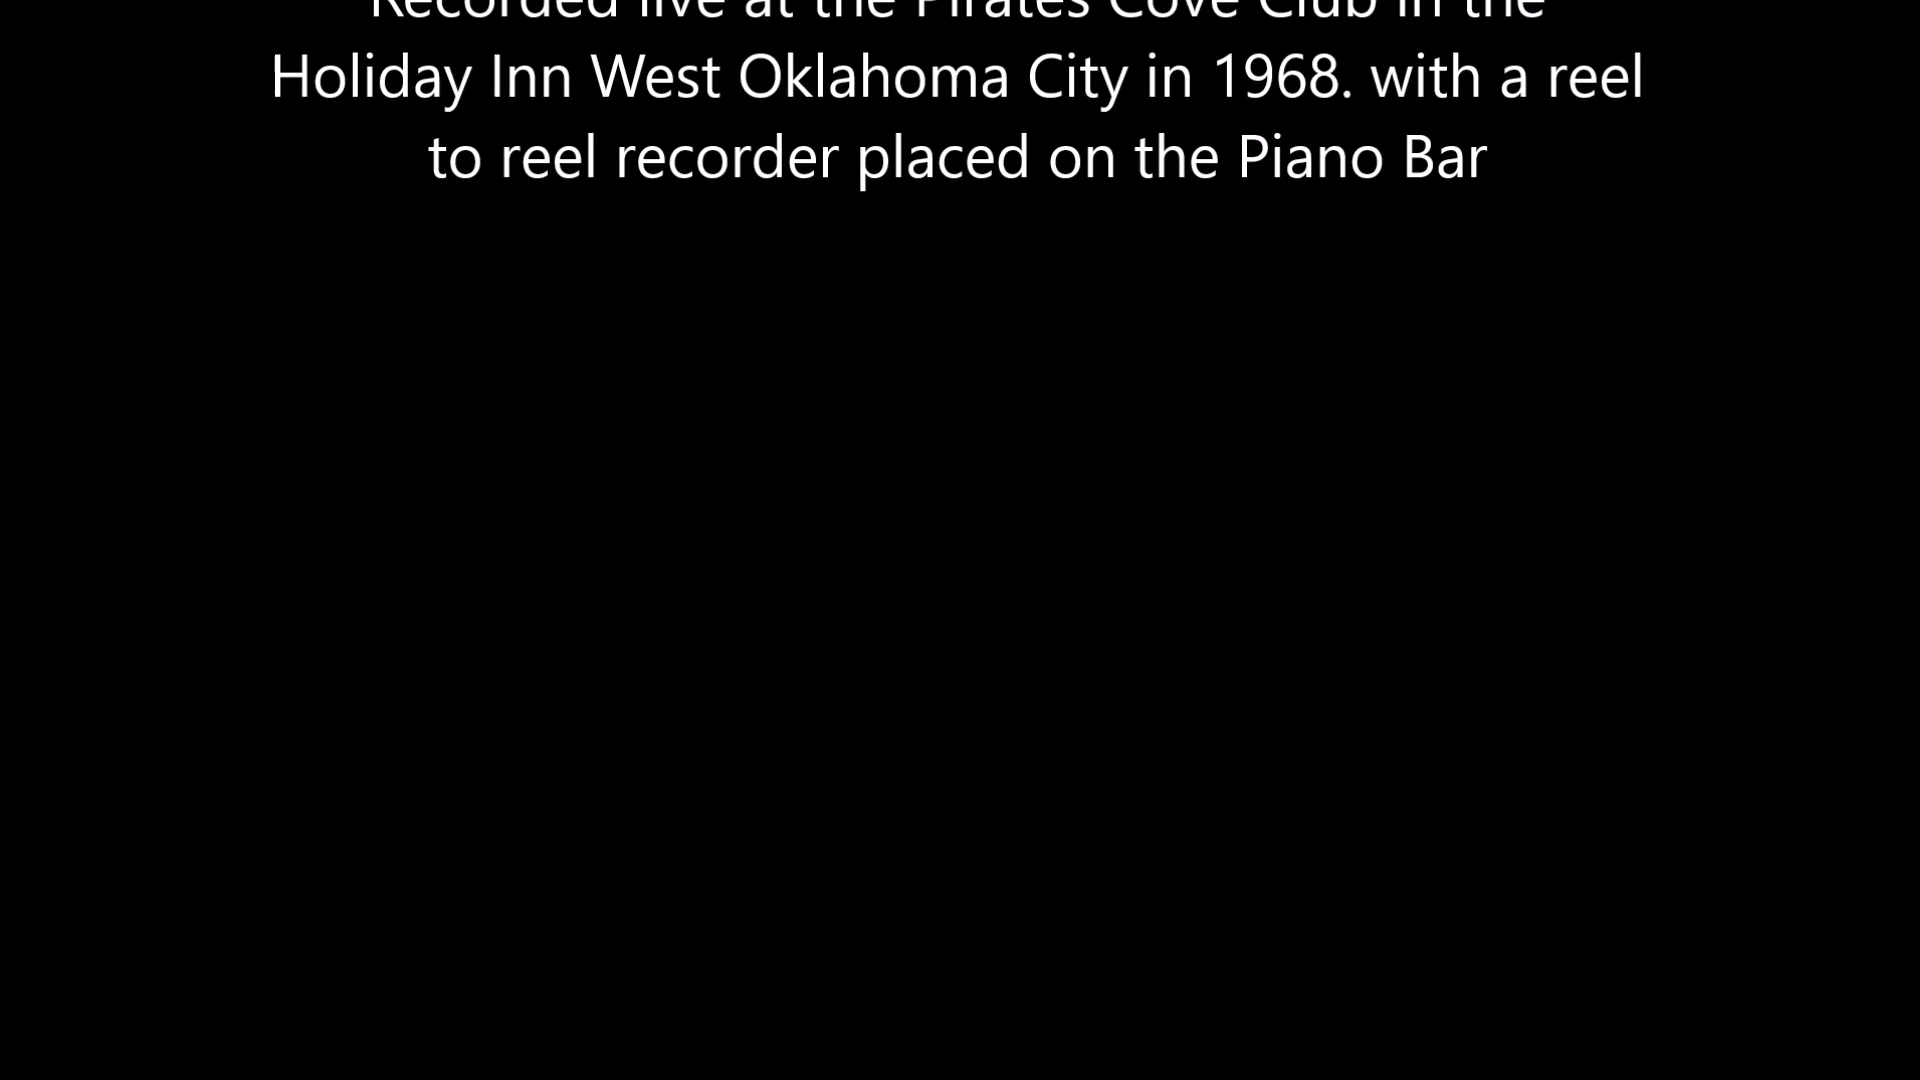 Recorded live at the Pirates Cove Club in the
Holiday Inn West Oklahoma City in 1968. with a reel
to reel recorder placed on the Piano Bar